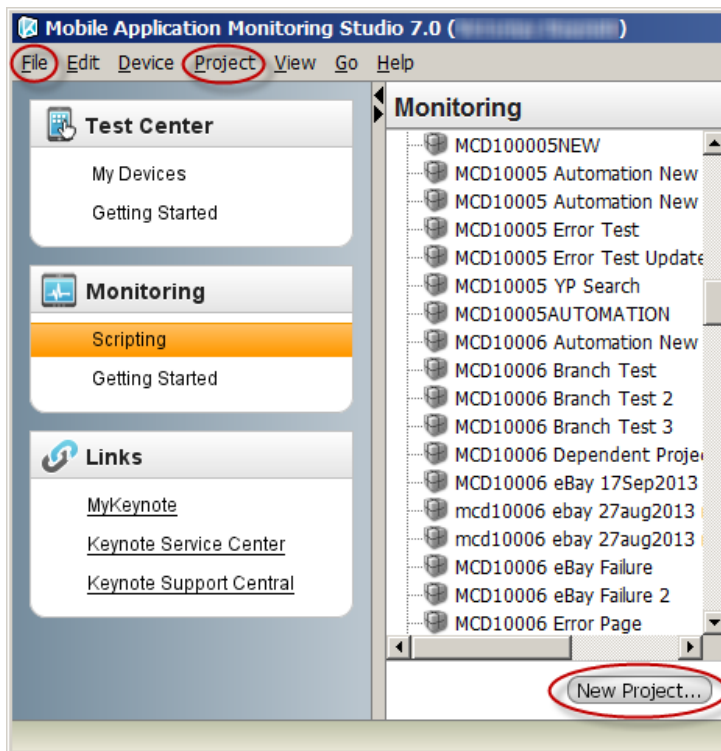 Mobile Application Monitoring Studio 7.0 ( )
File Edit Device Project View Go Help
Test Center
My Devices
Getting Started
Monitoring
Scripting
Getting Started
Links
MyKeynote
Keynote Service Center
Keynote Support Central
Monitoring
MCD100005NEW
MCD10005 Automation New
MCD10005 Automation New
MCD10005 Error Test
MCD10005 Error Test Update
MCD10005 YP Search
MCD10005AUTOMATION
MCD10006 Automation New
MCD10006 Branch Test
MCD10006 Branch Test 2
MCD10006 Branch Test 3
MCD10006 Dependent Proje
MCD10006 eBay 17Sep2013
mcd10006 ebay 27aug2013
mcd10006 ebay 27aug2013
MCD10006 eBay Failure
MCD10006 eBay Failure 2
MCD10006 Error Page
New Project...